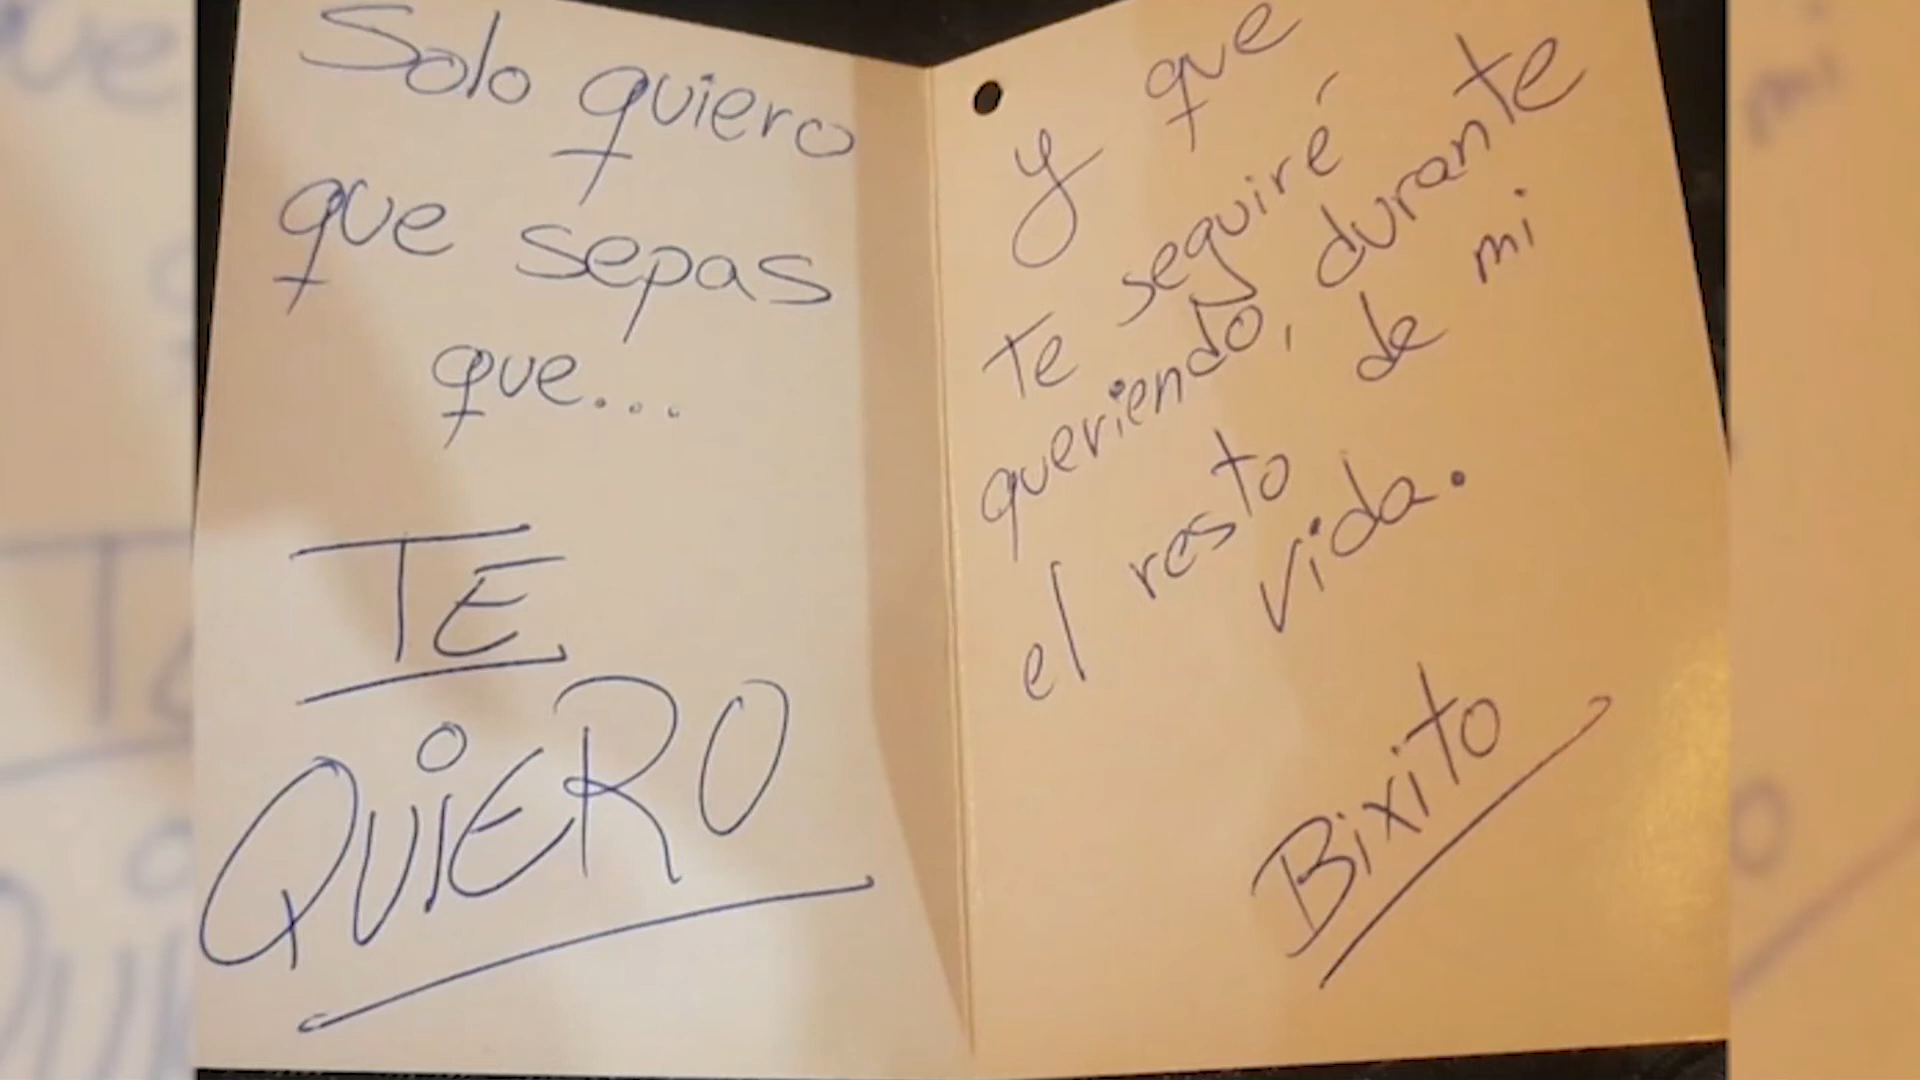 Solo quiero
que sepas
que...
TE
QUiERO
y que
te seguiré
queriendo, durante
el resto de mi
vida.
Bixito